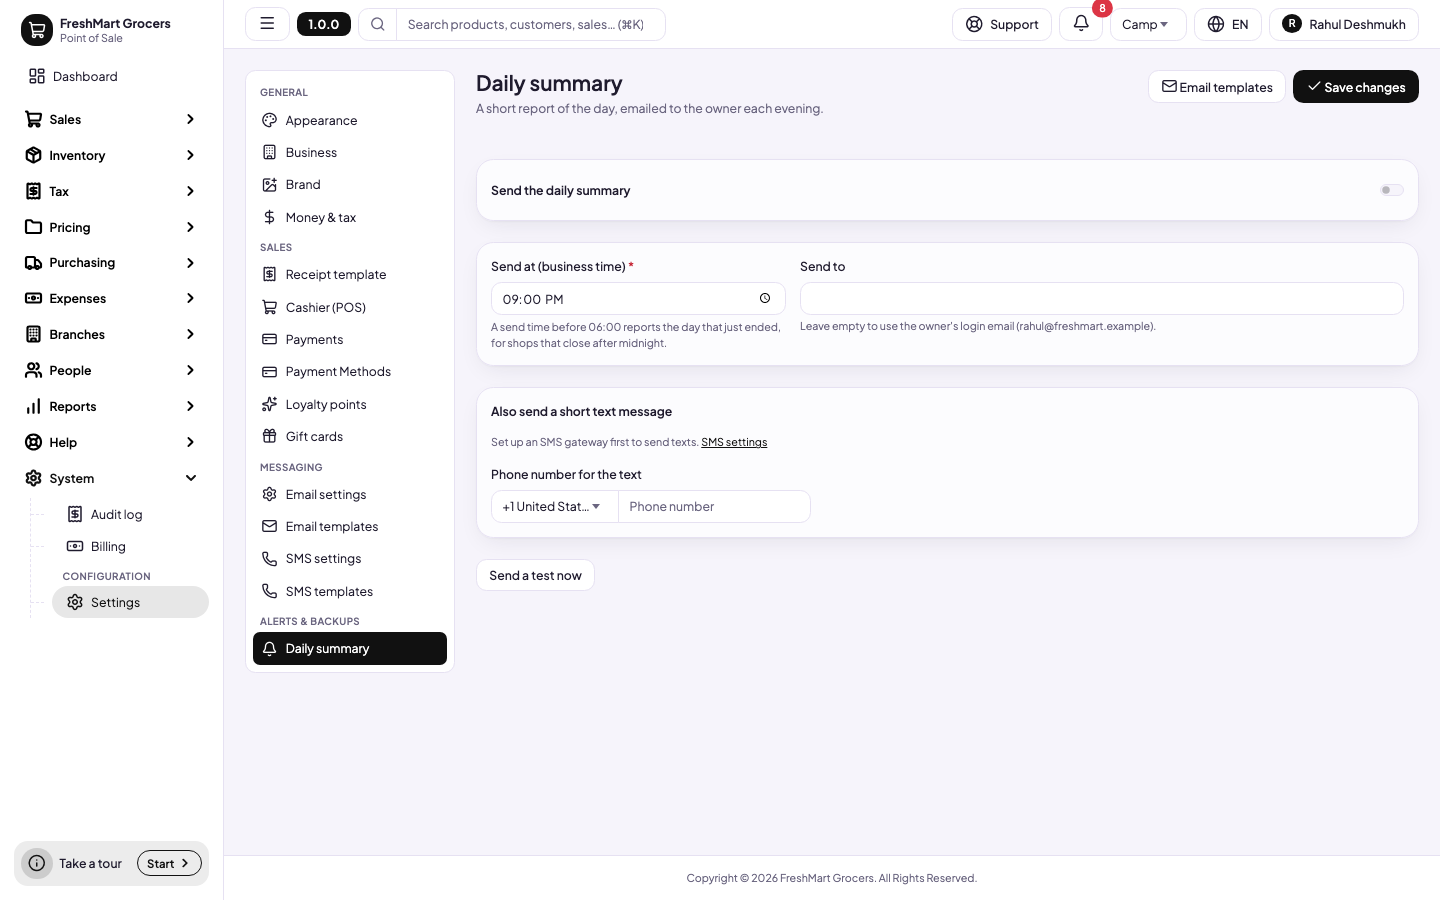 FreshMart Grocers
Point of Sale
Dashboard
Sales
Inventory
Tax
Pricing
Purchasing
Expenses
Branches
People
Reports
Help
System
Audit log
Billing
CONFIGURATION
Settings
Take a tour
Start
1.0.0
Search products, customers, sales... (⌘K)
Support
8
Camp
EN
R
Rahul Deshmukh
GENERAL
Appearance
Business
Brand
Money & tax
SALES
Receipt template
Cashier (POS)
Payments
Payment Methods
Loyalty points
Gift cards
MESSAGING
Email settings
Email templates
SMS settings
SMS templates
ALERTS & BACKUPS
Daily summary
Daily summary
A short report of the day, emailed to the owner each evening.
Email templates
Save changes
Send the daily summary
Send at (business time) *
09:00 PM
A send time before 06:00 reports the day that just ended,
for shops that close after midnight.
Send to
Leave empty to use the owner's login email (rahul@freshmart.example).
Also send a short text message
Set up an SMS gateway first to send texts. SMS settings
Phone number for the text
+1 United Stat...
Phone number
Send a test now
Copyright © 2026 FreshMart Grocers. All Rights Reserved.